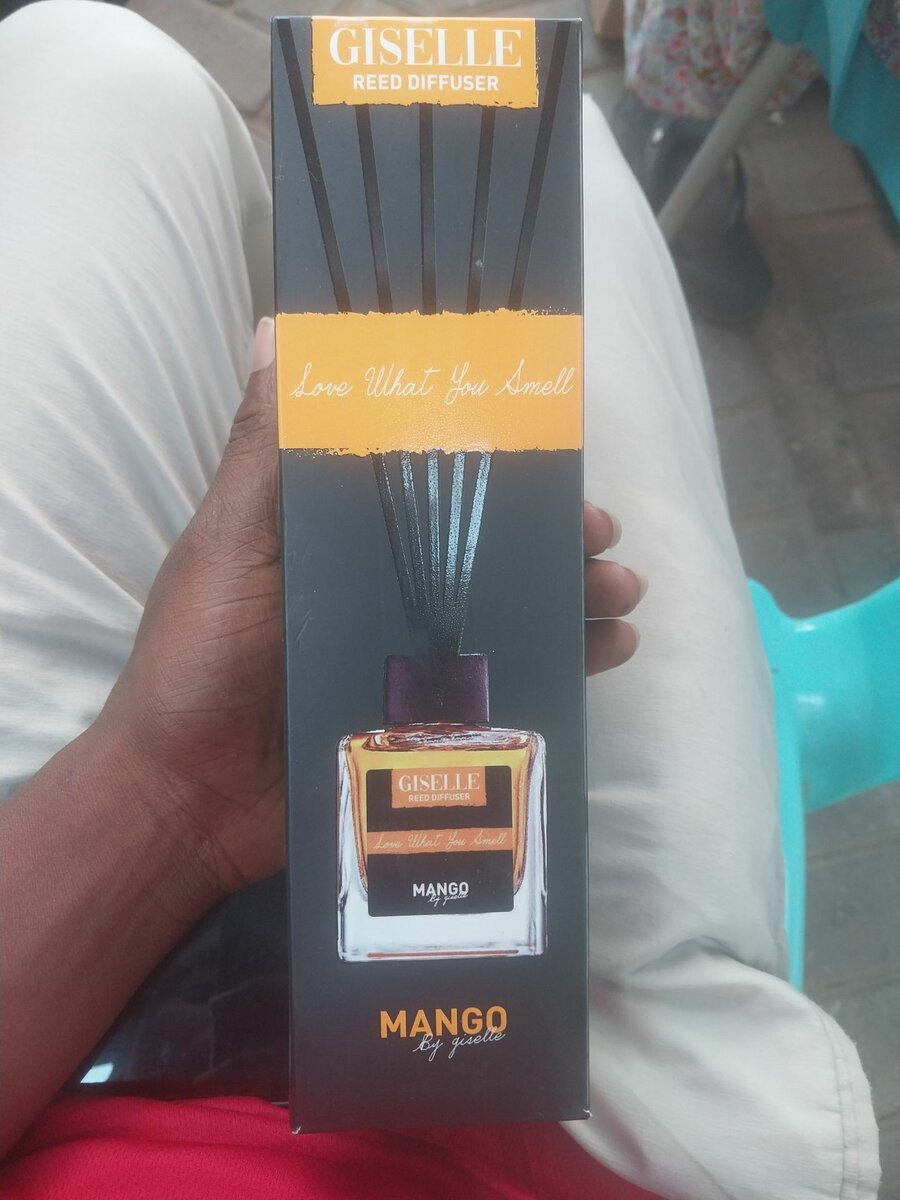 GISELLE
REED DIFFUSER
Love What You Smell
GISELLE
REED DIFFUSER
Love What You Smell
MANGO
By giselle
MANGO
By giselle